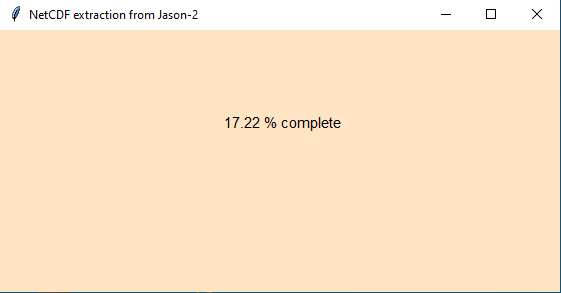 NetCDF extraction from Jason-2
17.22 % complete